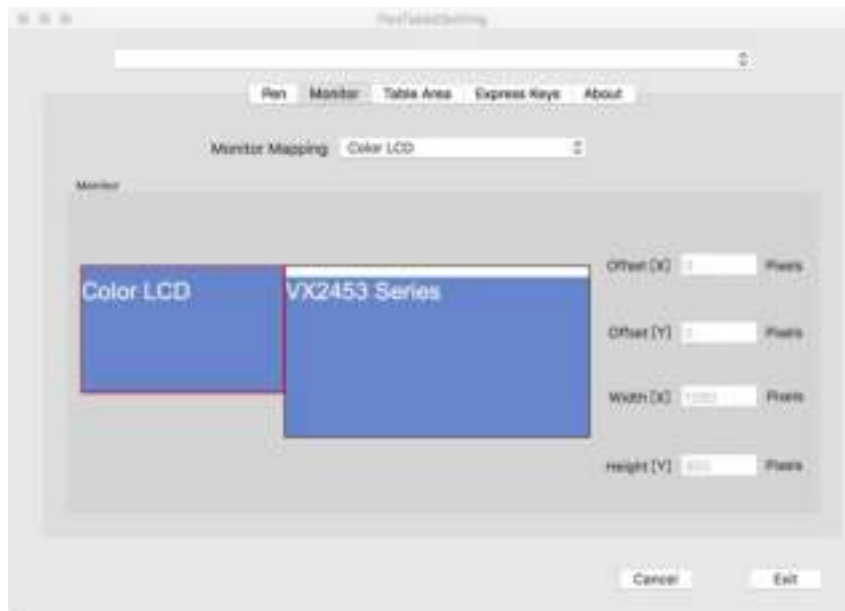 PenTabletSetting
Pen Monitor Table Area Express Keys About
Monitor Mapping Color LCD
Monitor
Color LCD
VX2453 Series
Offset [X] Pixels
Offset [Y] Pixels
Width [X] Pixels
Height [Y] Pixels
Cancel Exit